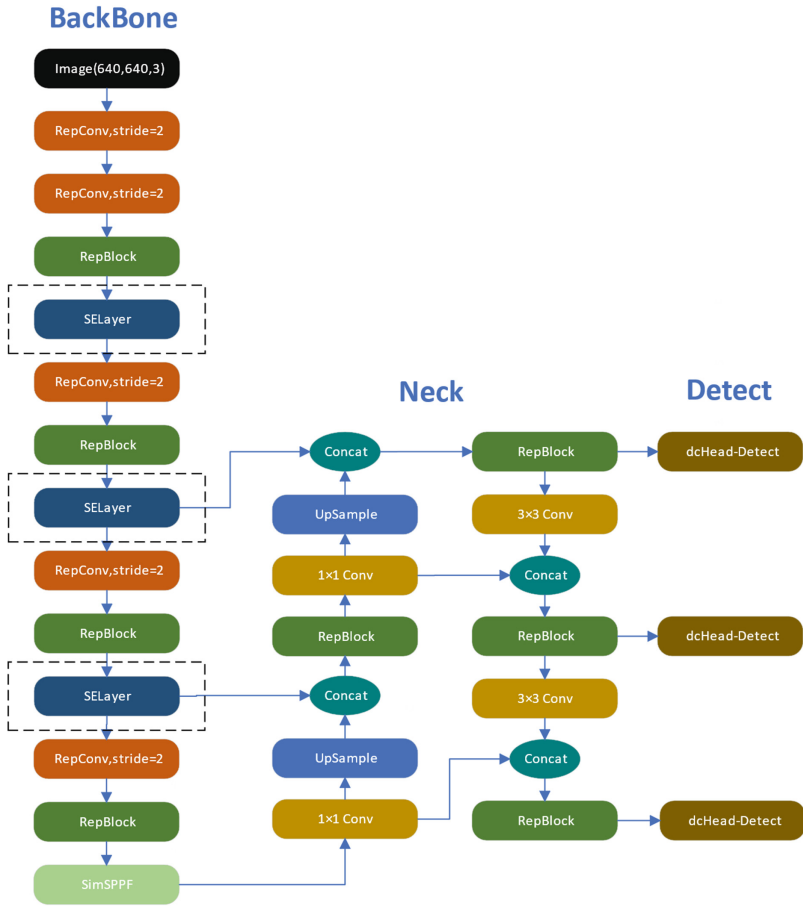 BackBone
Image(640,640,3)
RepConv,stride=2
RepConv,stride=2
RepBlock
SELayer
RepConv,stride=2
RepBlock
SELayer
RepConv,stride=2
RepBlock
SELayer
RepConv,stride=2
RepBlock
SimSPPF
Neck
Concat
UpSample
1×1 Conv
RepBlock
Concat
UpSample
1×1 Conv
RepBlock
3×3 Conv
Concat
RepBlock
3×3 Conv
Concat
RepBlock
Detect
dcHead-Detect
dcHead-Detect
dcHead-Detect